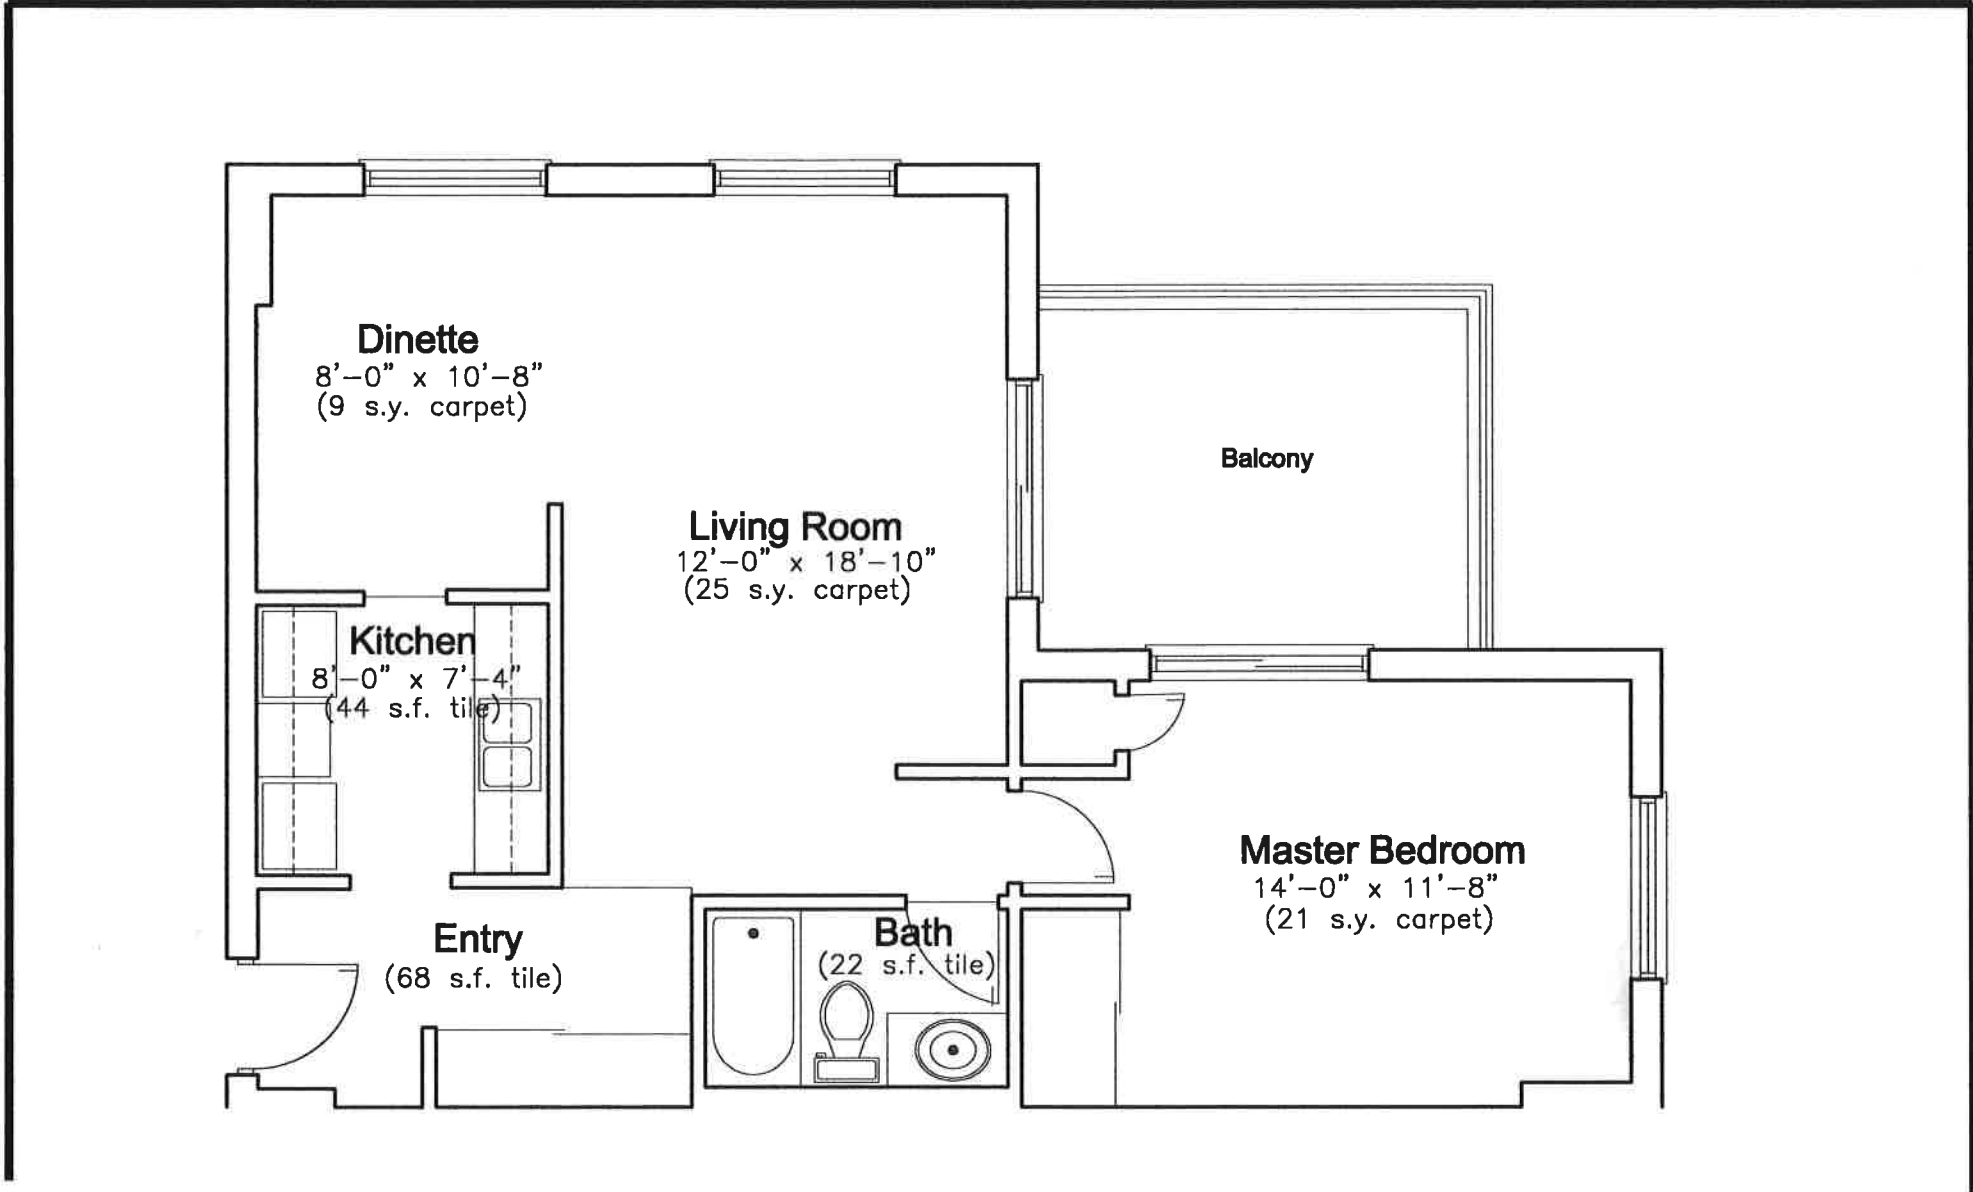 Dinette
8'-0" x 10'-8"
(9 s.y. carpet)
Balcony
Living Room
12'-0" x 18'-10"
(25 s.y. carpet)
Kitchen
8'-0" x 7'-4"
(44 s.f. tile)
Master Bedroom
14'-0" x 11'-8"
(21 s.y. carpet)
Entry
(68 s.f. tile)
Bath
(22 s.f. tile)